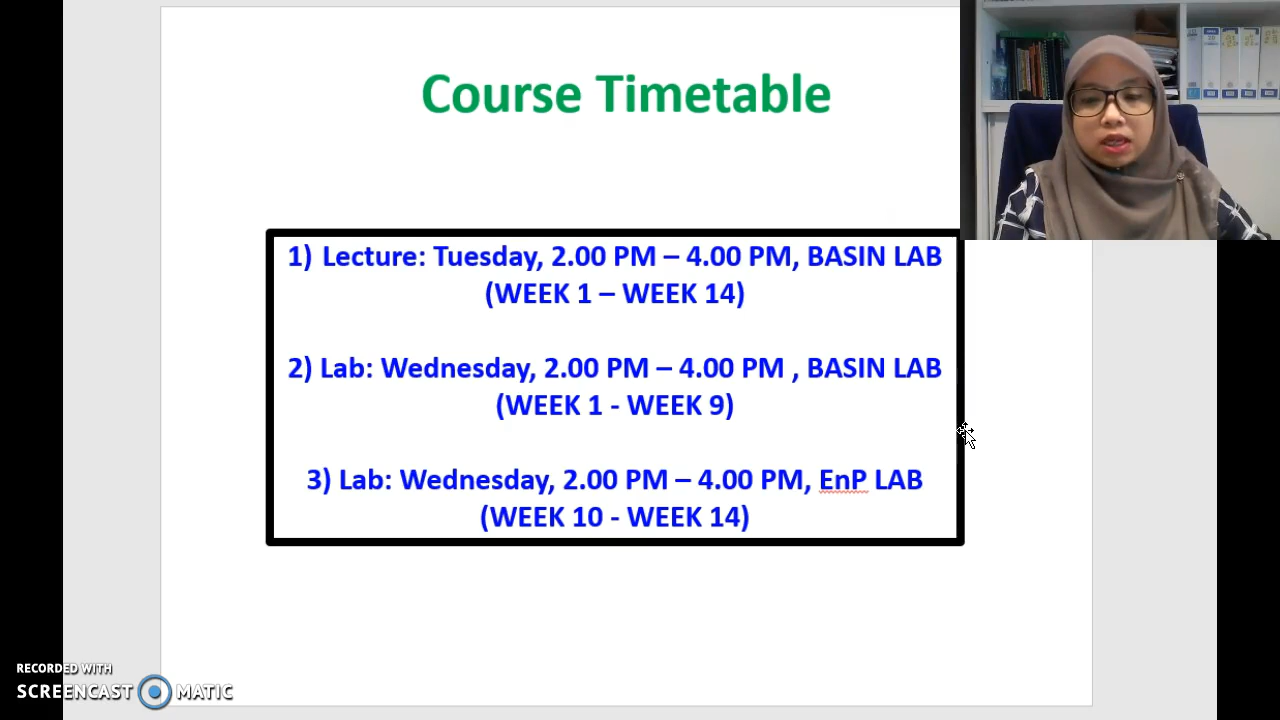 Course Timetable
1) Lecture: Tuesday, 2.00 PM – 4.00 PM, BASIN LAB
(WEEK 1 – WEEK 14)
2) Lab: Wednesday, 2.00 PM – 4.00 PM , BASIN LAB
(WEEK 1 - WEEK 9)
3) Lab: Wednesday, 2.00 PM – 4.00 PM, EnP LAB
(WEEK 10 - WEEK 14)
RECORDED WITH
SCREENCAST MATIC